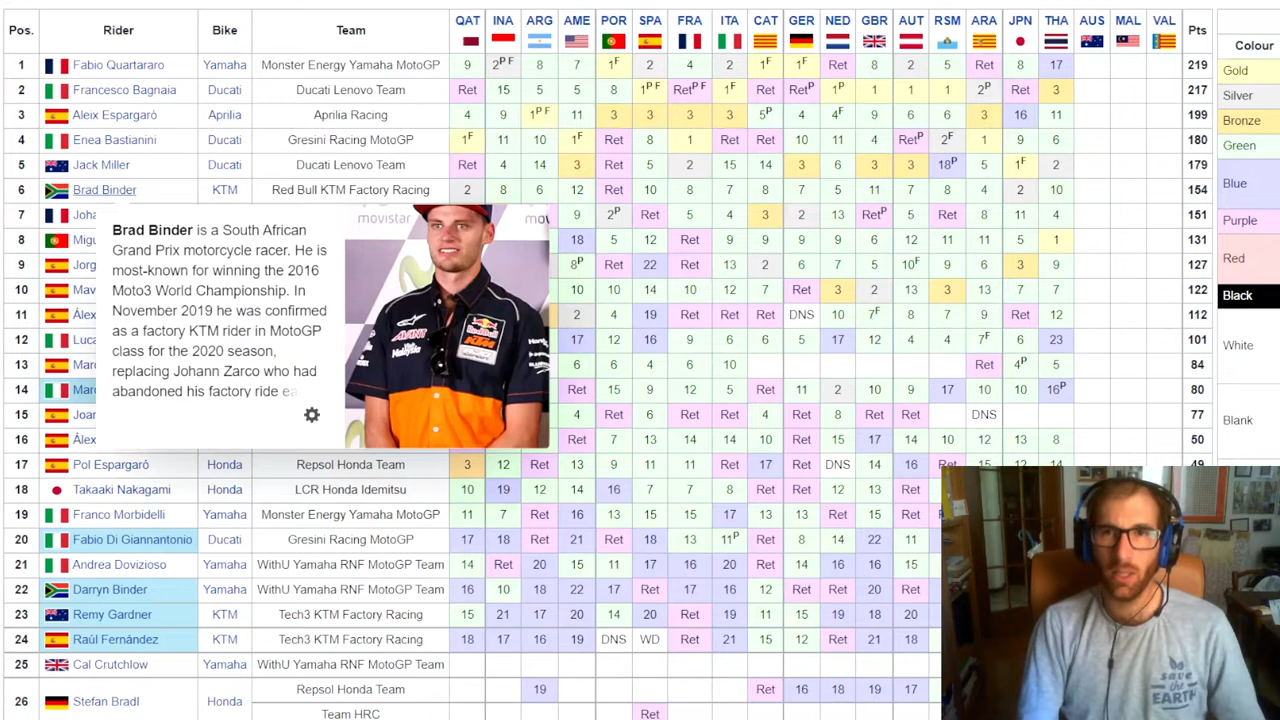 Pos. Rider Bike Team QAT INA ARG AME POR SPA FRA ITA CAT GER NED GBR AUT RSM ARA JPN THA AUS MAL VAL Pts
1 Fabio Quartararo Yamaha Monster Energy Yamaha MotoGP 9 2P F 8 7 1F 2 4 2 1F 1F Ret 8 2 5 Ret 8 17 219
2 Francesco Bagnaia Ducati Ducati Lenovo Team Ret 15 5 5 8 1P F RetP F 1F Ret RetP 1P 1 1 1 2P Ret 3 217
3 Aleix Espargaró Aprilia Aprilia Racing 4 9 1P F 11 3 3 3 3 5P 4 4F 9 6 6 3 16 11 199
4 Enea Bastianini Ducati Gresini Racing MotoGP 1F 11 10 1F Ret 8 1 Ret Ret 10 11 4 RetP 2F 1 9 6 180
5 Jack Miller Ducati Ducati Lenovo Team Ret 4 14 3 Ret 5 2 15 14 3 6 3 3 18P 5 1F 2 179
6 Brad Binder KTM Red Bull KTM Factory Racing 2 8 6 12 Ret 10 8 7 8 7 5 11 7 8 4 2 10 154
7 Joha 9 2P Ret 5 4 3 2 13 RetP 5 Ret 8 11 4 151
8 Migu 18 5 12 Ret 9 9 9 9 6 12 11 11 5 1 131
9 Jorg 8P Ret 22 Ret 13 2 6 7 5 10F 9 6 3 9 127
10 Mav 10 10 14 10 12 7 Ret 3 2 13 3 13 7 7 122
11 Álex 2 4 19 Ret Ret DNS 10 7F 8 7 9 Ret 12 112
12 Luca 17 12 16 9 5 Ret 5 17 12 4 4 7F 6 23 101
13 Marc 6 6 4 6 10 Ret 4P 5 84
14 Marc Ret 15 9 12 5 Ret 11 2 10 9 17 10 10 16P 80
15 Joan 4 Ret 6 Ret Ret 4 Ret 8 Ret Ret DNS 77
16 Álex Ret 7 13 14 14 10 Ret 15 17 14 10 12 13 8 50
17 Pol Espargaró Honda Repsol Honda Team 3 12 Ret 13 9 11 11 Ret 17 Ret DNS 14 16 Ret 15 12 14 49
18 Takaaki Nakagami Honda LCR Honda Idemitsu 10 19 12 14 16 7 7 8 Ret Ret 12 13 Ret
19 Franco Morbidelli Yamaha Monster Energy Yamaha MotoGP 11 7 Ret 16 13 15 15 17 13 13 Ret 15 Ret
20 Fabio Di Giannantonio Ducati Gresini Racing MotoGP 17 18 Ret 21 Ret 18 13 11P Ret 8 14 22 11
21 Andrea Dovizioso Yamaha WithU Yamaha RNF MotoGP Team 14 Ret 20 15 11 17 16 20 Ret 14 16 16 15
22 Darryn Binder Yamaha WithU Yamaha RNF MotoGP Team 16 10 18 22 17 Ret 17 16 12 Ret Ret 20 Ret
23 Remy Gardner KTM Tech3 KTM Factory Racing 15 21 17 20 14 20 Ret 19 11 15 19 18 20
24 Raúl Fernández KTM Tech3 KTM Factory Racing 18 17 16 19 DNS WD Ret 21 15 12 Ret 21 18
25 Cal Crutchlow Yamaha WithU Yamaha RNF MotoGP Team
26 Stefan Bradl Honda Repsol Honda Team 19 Ret 16 18 19 17
Team HRC Ret
Brad Binder is a South African
Grand Prix motorcycle racer. He is
most-known for winning the 2016
Moto3 World Championship. In
November 2019 he was confirmed
as a factory KTM rider in MotoGP
class for the 2020 season,
replacing Johann Zarco who had
abandoned his factory ride ea
movistar
mov
Red Bull
KTM
Colour
Gold
Silver
Bronze
Green
Blue
Purple
Red
Black
White
Blank
save
the
EARTH